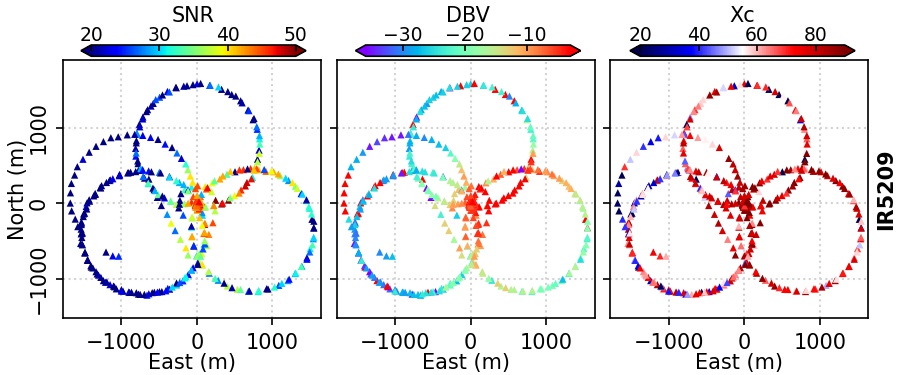 SNR DBV Xc
20 30 40 50 −30 −20 −10 20 40 60 80
North (m)
1000
0
−1000
IR5209
−1000 0 1000 −1000 0 1000 −1000 0 1000
East (m) East (m) East (m)